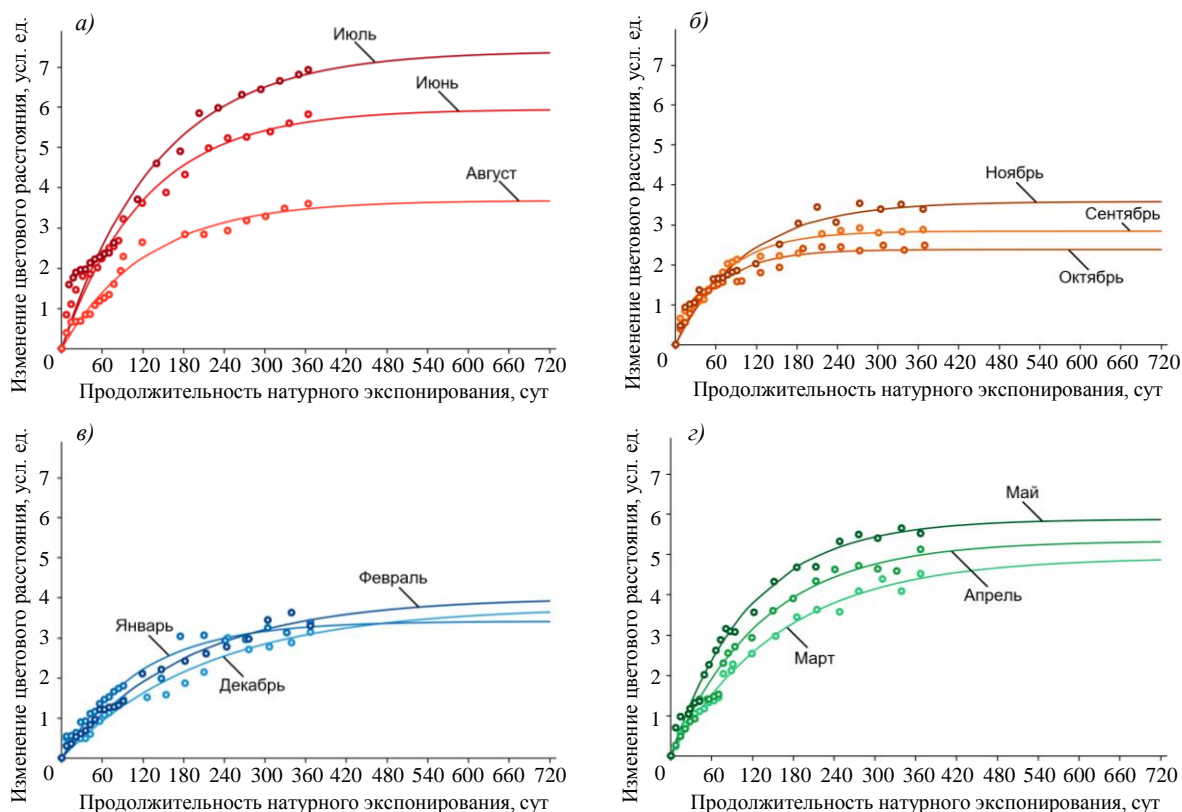 а)
Изменение цветового расстояния, усл. ед.
7
6
5
4
3
2
1
0
60 120 180 240 300 360 420 480 540 600 660 720
Июль
Июнь
Август
Продолжительность натурного экспонирования, сут
б)
Изменение цветового расстояния, усл. ед.
7
6
5
4
3
2
1
0
60 120 180 240 300 360 420 480 540 600 660 720
Ноябрь
Сентябрь
Октябрь
Продолжительность натурного экспонирования, сут
в)
Изменение цветового расстояния, усл. ед.
7
6
5
4
3
2
1
0
60 120 180 240 300 360 420 480 540 600 660 720
Февраль
Январь
Декабрь
Продолжительность натурного экспонирования, сут
г)
Изменение цветового расстояния, усл. ед.
7
6
5
4
3
2
1
0
60 120 180 240 300 360 420 480 540 600 660 720
Май
Апрель
Март
Продолжительность натурного экспонирования, сут